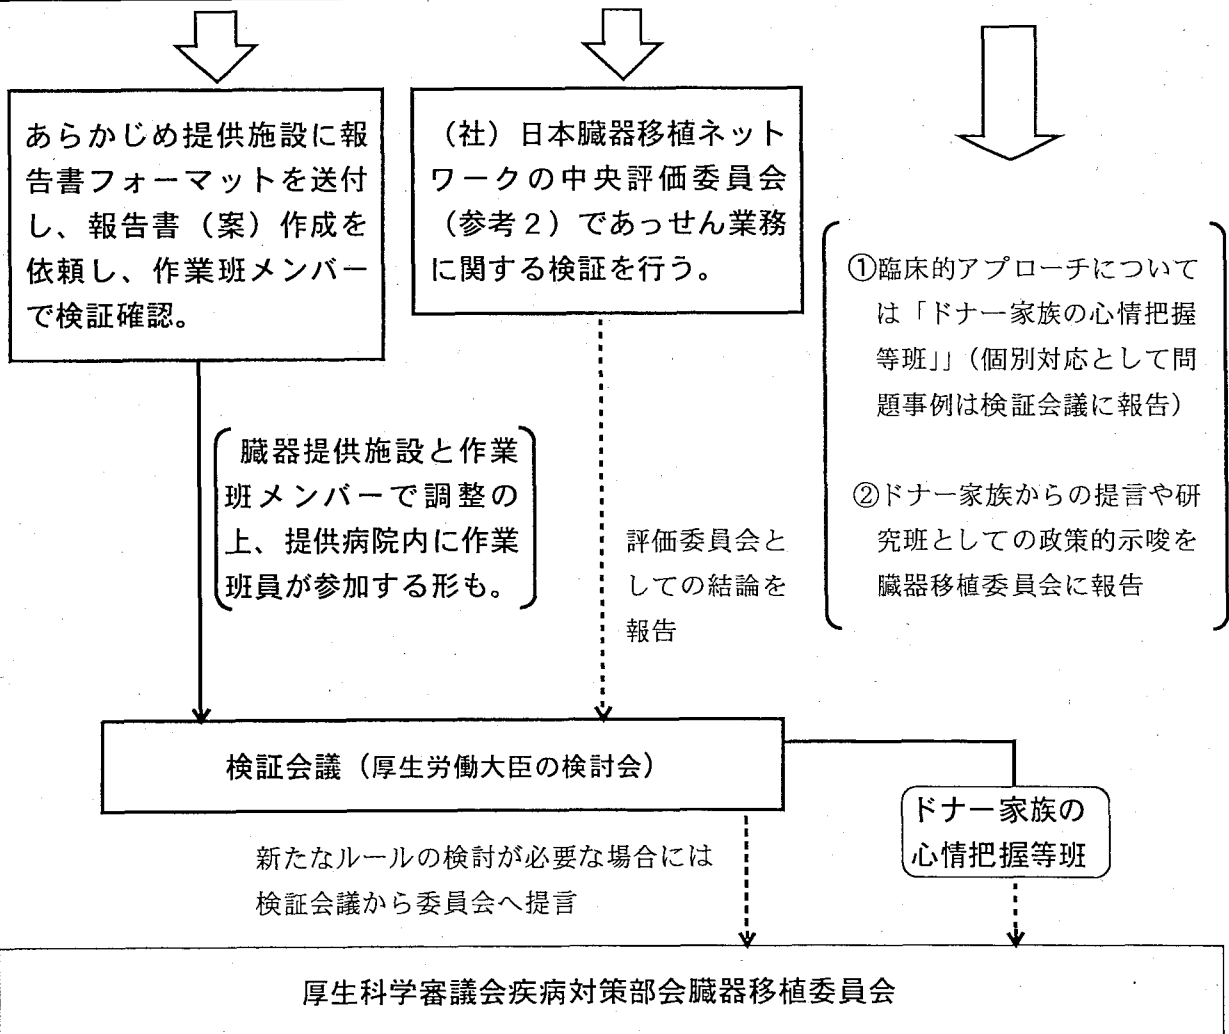 あらかじめ提供施設に報
告書フォーマットを送付
し、報告書（案）作成を
依頼し、作業班メンバー
で検証確認。
（社）日本臓器移植ネット
ワークの中央評価委員会
（参考２）であっせん業務
に関する検証を行う。
①臨床的アプローチについて
は「ドナー家族の心情把握
等班」」（個別対応として問
題事例は検証会議に報告）
②ドナー家族からの提言や研
究班としての政策的示唆を
臓器移植委員会に報告
臓器提供施設と作業
班メンバーで調整の
上、提供病院内に作業
班員が参加する形も。
評価委員会と
しての結論を
報告
検証会議（厚生労働大臣の検討会）
ドナー家族の
心情把握等班
新たなルールの検討が必要な場合には
検証会議から委員会へ提言
厚生科学審議会疾病対策部会臓器移植委員会